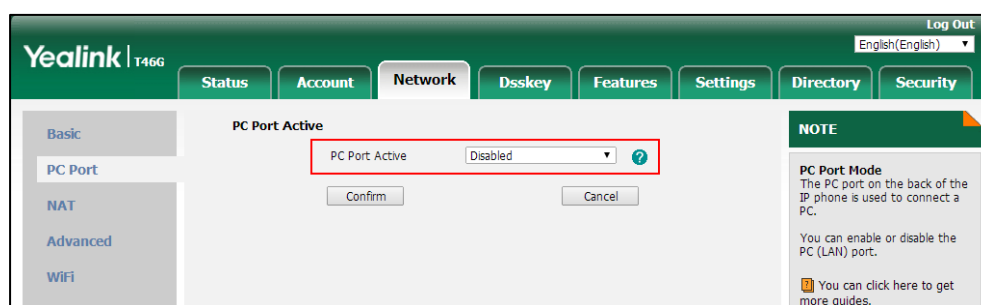 Log Out
Yealink T46G
English(English)
Status Account Network Dsskey Features Settings Directory Security
Basic
PC Port
NAT
Advanced
WiFi
PC Port Active
PC Port Active Disabled ?
Confirm Cancel
NOTE
PC Port Mode
The PC port on the back of the
IP phone is used to connect a
PC.
You can enable or disable the
PC (LAN) port.
? You can click here to get
more guides.